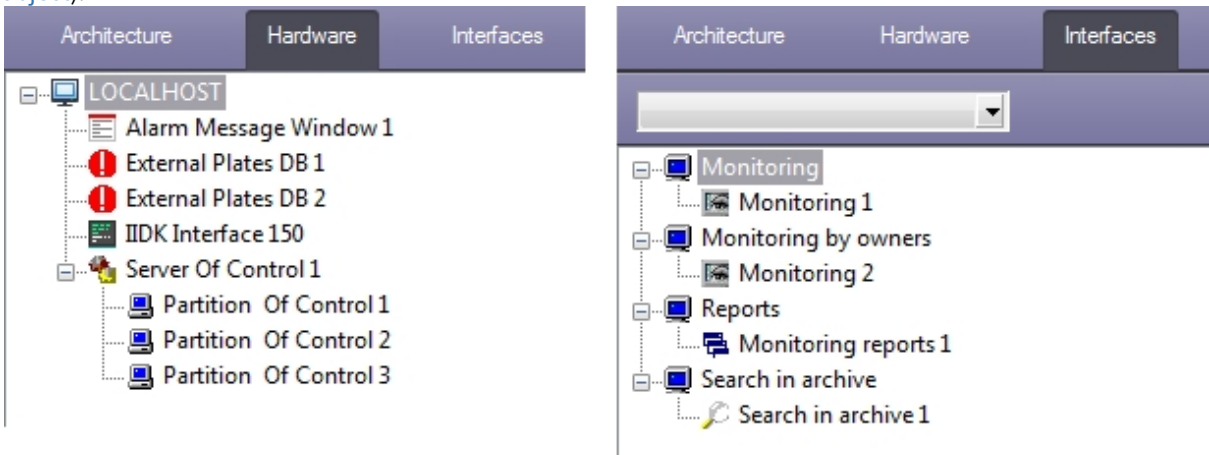 Architecture Hardware Interfaces
LOCALHOST
Alarm Message Window 1
External Plates DB 1
External Plates DB 2
IIDK Interface 150
Server Of Control 1
Partition Of Control 1
Partition Of Control 2
Partition Of Control 3
Architecture Hardware Interfaces
Monitoring
Monitoring 1
Monitoring by owners
Monitoring 2
Reports
Monitoring reports 1
Search in archive
Search in archive 1